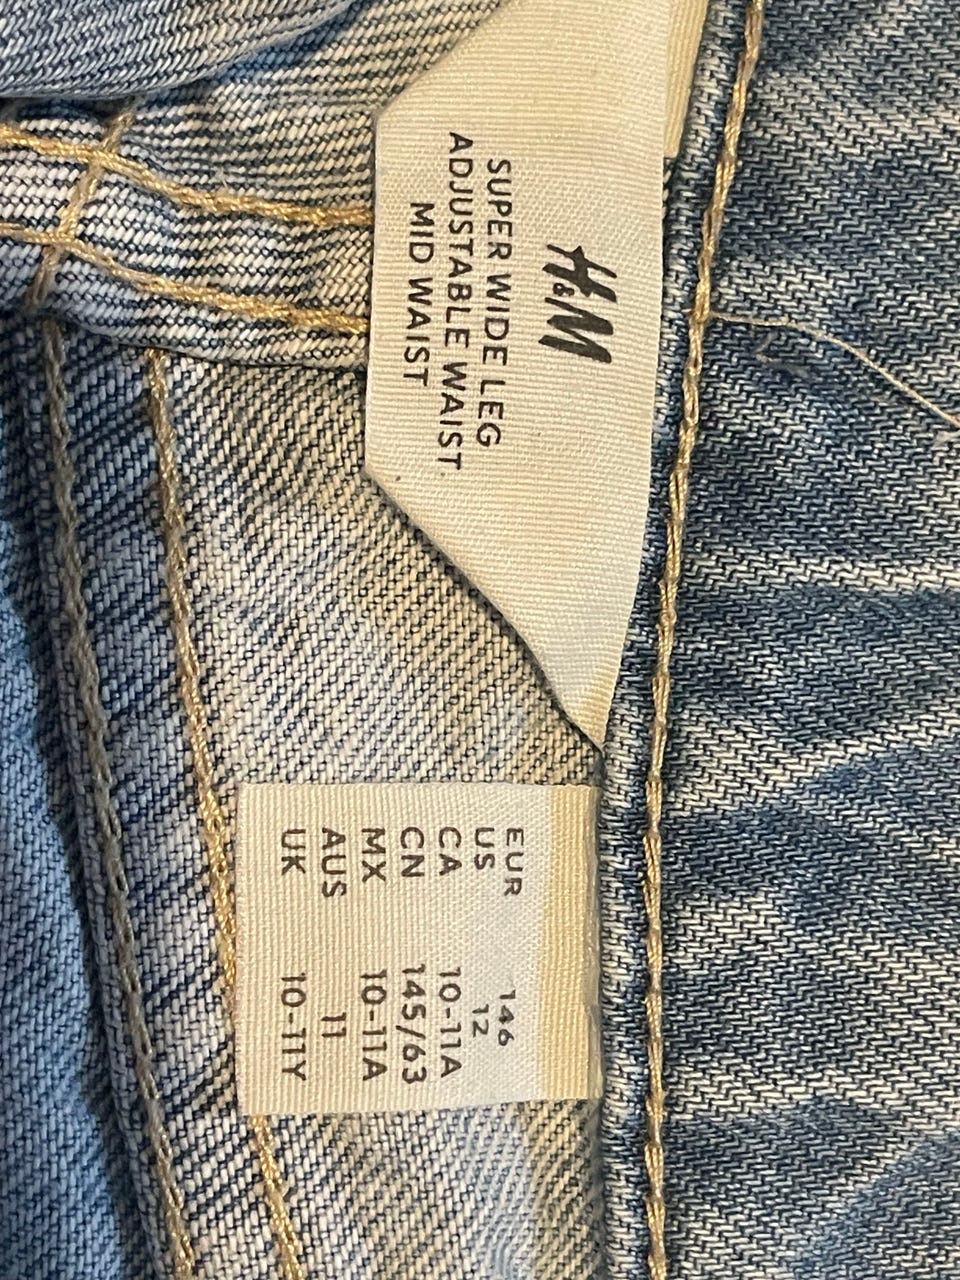 H&M
SUPER WIDE LEG
ADJUSTABLE WAIST
MID WAIST
EUR 146
US 12
CA 10-11A
CN 145/63
MX 10-11A
AUS 11
UK 10-11Y